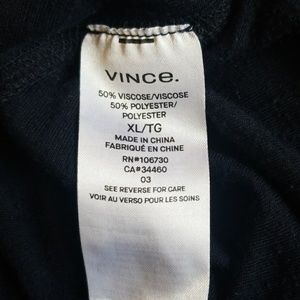 VINCE.
50% VISCOSE/VISCOSE
50% POLYESTER/
POLYESTER
XL/TG
MADE IN CHINA
FABRIQUÉ EN CHINE
RN#106730
CA#34460
03
SEE REVERSE FOR CARE
VOIR AU VERSO POUR LES SOINS